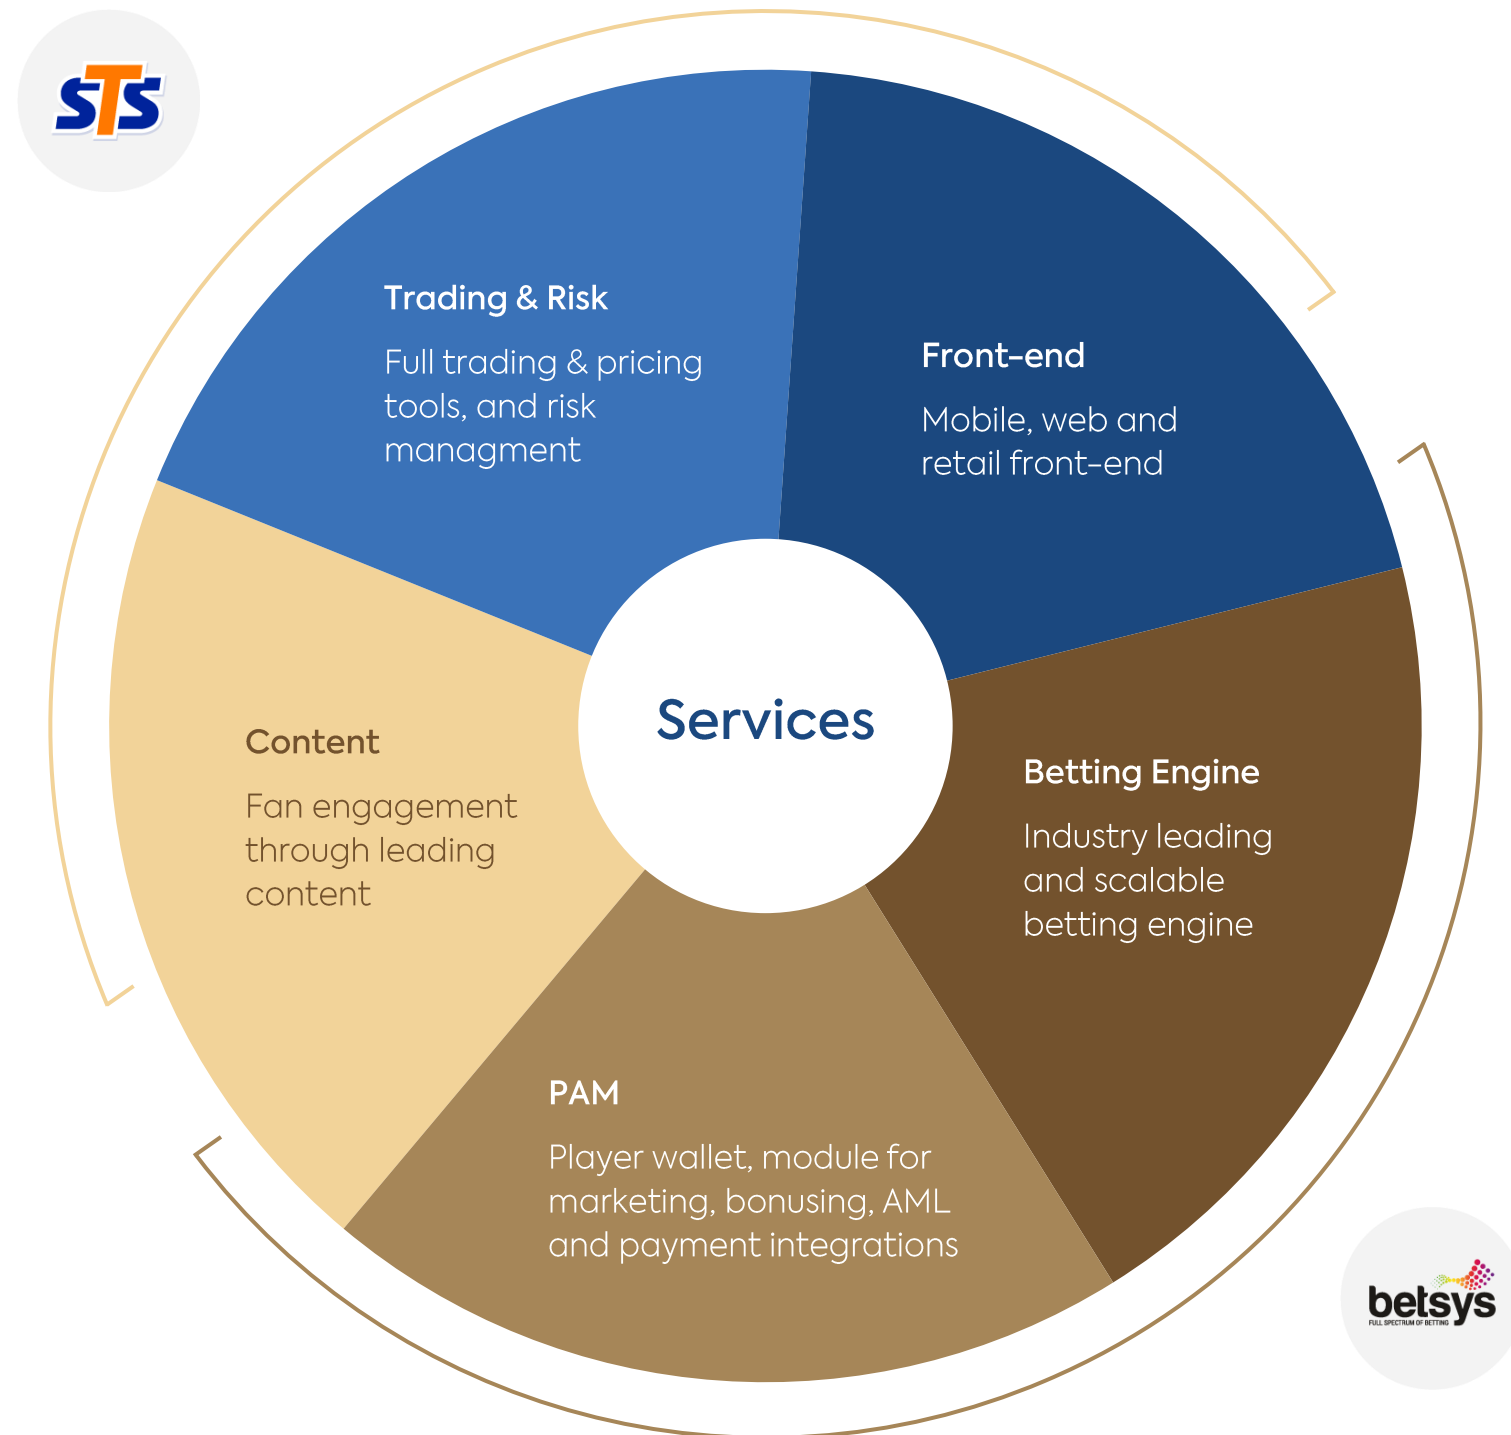 STS
Trading & Risk
Full trading & pricing
tools, and risk
managment
Front-end
Mobile, web and
retail front-end
Services
Content
Fan engagement
through leading
content
Betting Engine
Industry leading
and scalable
betting engine
PAM
Player wallet, module for
marketing, bonusing, AML
and payment integrations
betsys
FULL SPECTRUM OF BETTING